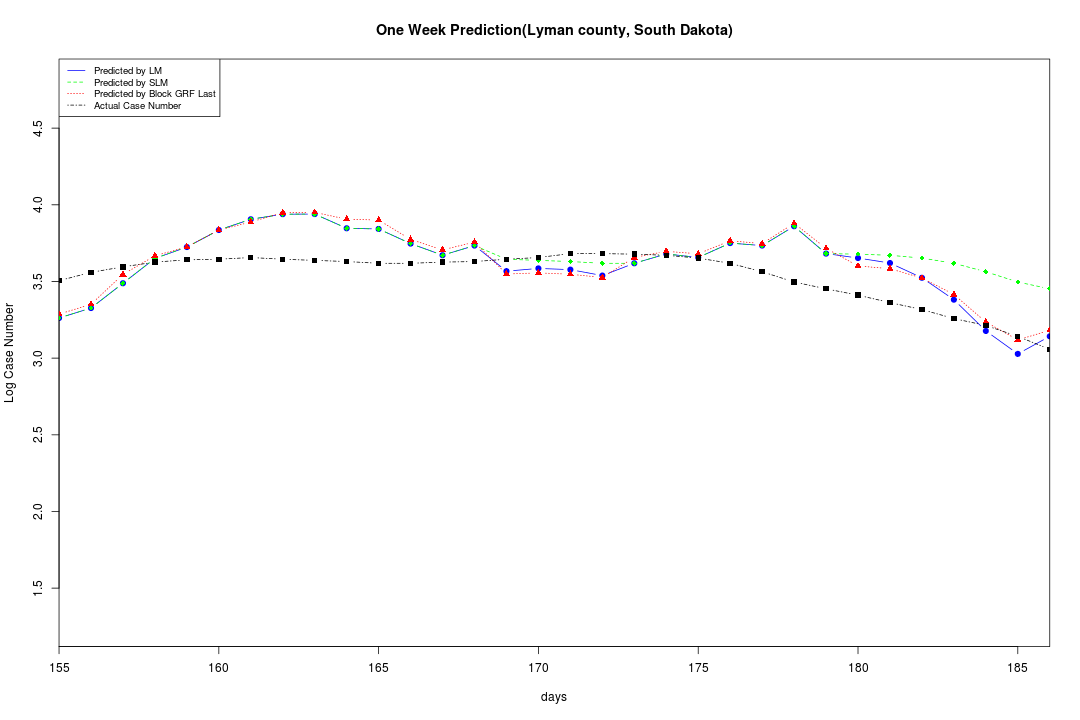 One Week Prediction(Lyman county, South Dakota)
Predicted by LM
Predicted by SLM
Predicted by Block GRF Last
Actual Case Number
Log Case Number
4.5
4.0
3.5
3.0
2.5
2.0
1.5
155 160 165 170 175 180 185
days